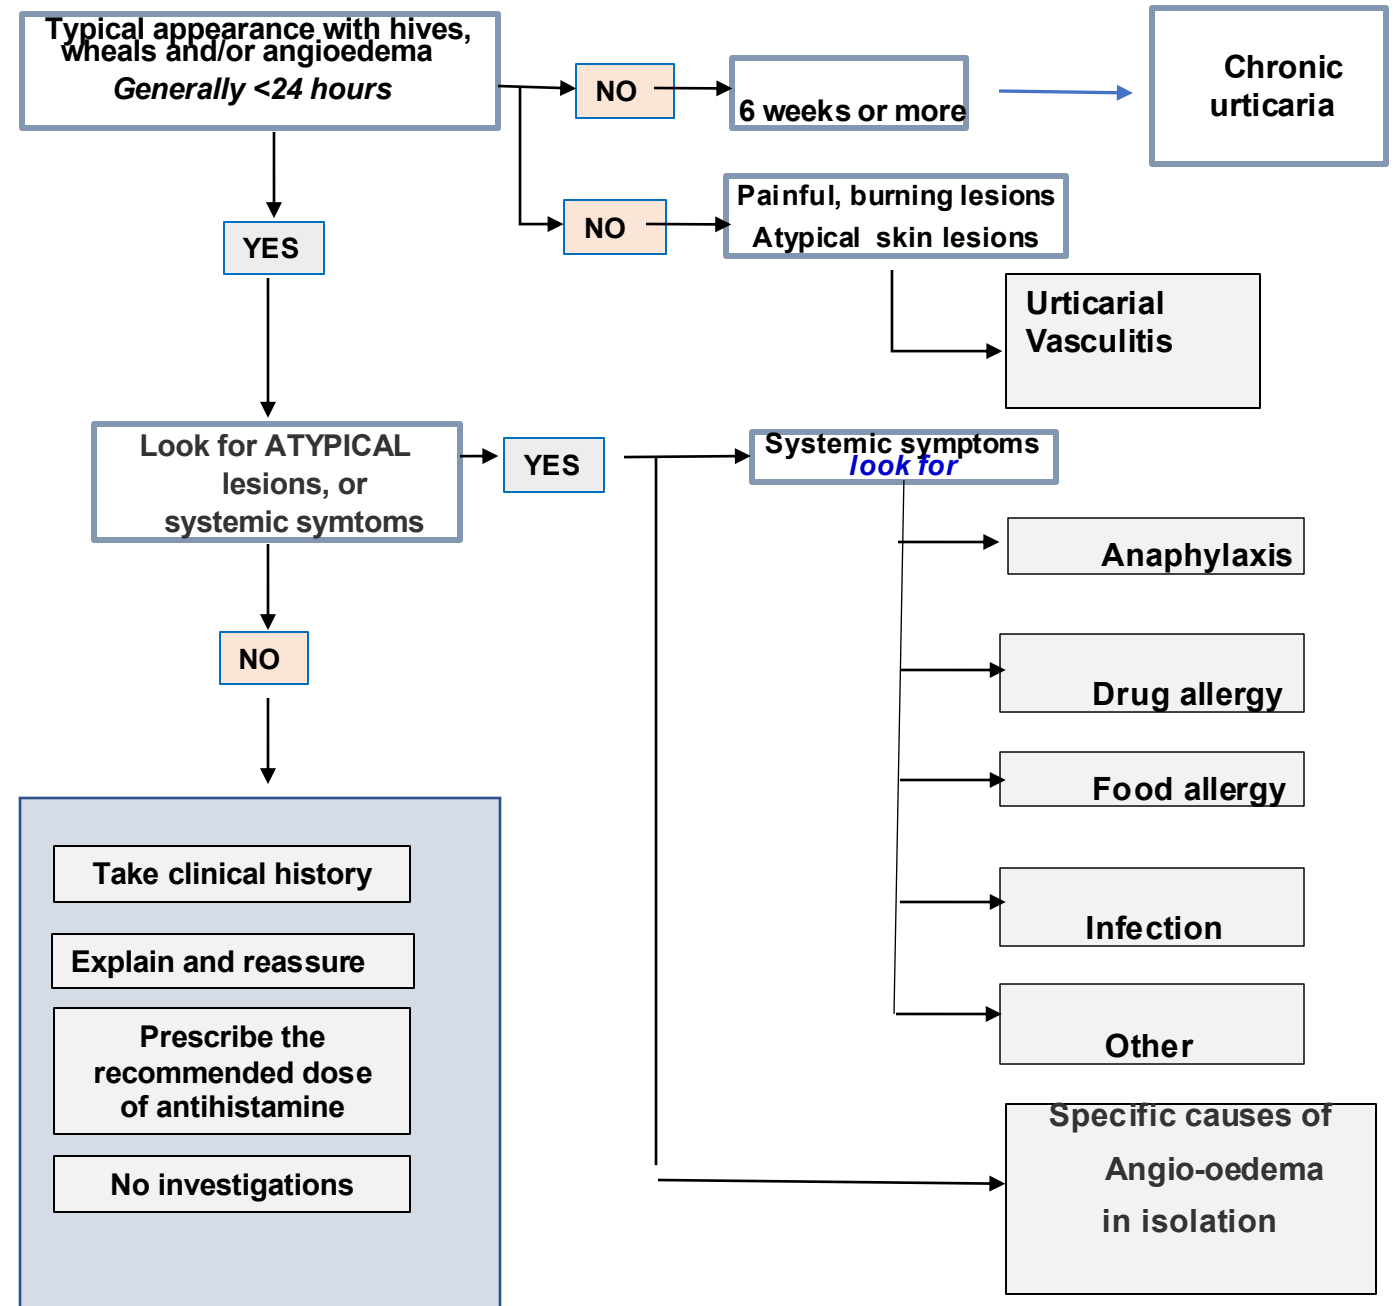 Typical appearance with hives,
wheals and/or angioedema
Generally <24 hours
NO
6 weeks or more
Chronic
urticaria
NO
Painful, burning lesions
Atypical skin lesions
YES
Urticarial
Vasculitis
Look for ATYPICAL
lesions, or
systemic symtoms
YES
Systemic symptoms
look for
Anaphylaxis
NO
Drug allergy
Food allergy
Infection
Other
Specific causes of
Angio-oedema
in isolation
Take clinical history
Explain and reassure
Prescribe the
recommended dose
of antihistamine
No investigations